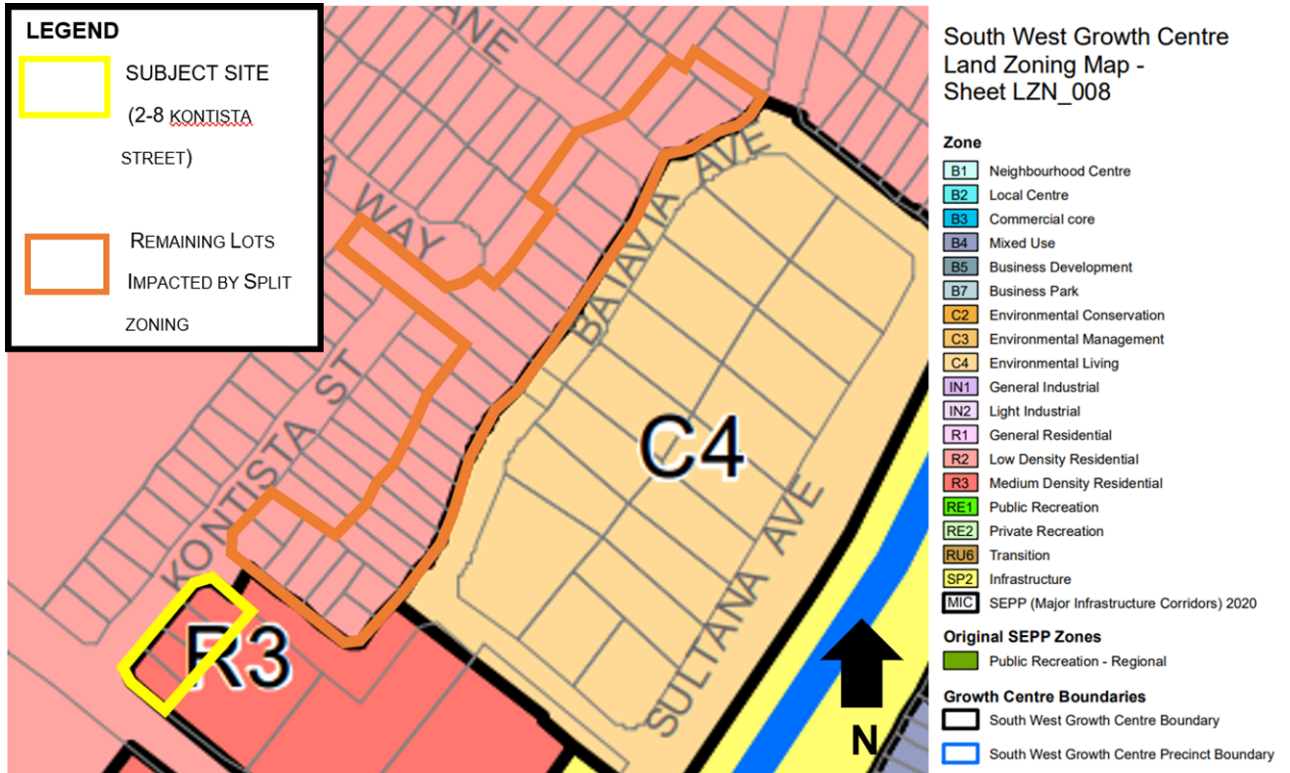 LEGEND
SUBJECT SITE
(2-8 KONTISTA
STREET)
REMAINING LOTS
IMPACTED BY SPLIT
ZONING
ANE
A WAY
KONTISTA ST
BATAVIA AVE
SULTANA AVE
C4
R3
N
South West Growth Centre
Land Zoning Map -
Sheet LZN_008
Zone
B1 Neighbourhood Centre
B2 Local Centre
B3 Commercial core
B4 Mixed Use
B5 Business Development
B7 Business Park
C2 Environmental Conservation
C3 Environmental Management
C4 Environmental Living
IN1 General Industrial
IN2 Light Industrial
R1 General Residential
R2 Low Density Residential
R3 Medium Density Residential
RE1 Public Recreation
RE2 Private Recreation
RU6 Transition
SP2 Infrastructure
MIC SEPP (Major Infrastructure Corridors) 2020
Original SEPP Zones
Public Recreation - Regional
Growth Centre Boundaries
South West Growth Centre Boundary
South West Growth Centre Precinct Boundary